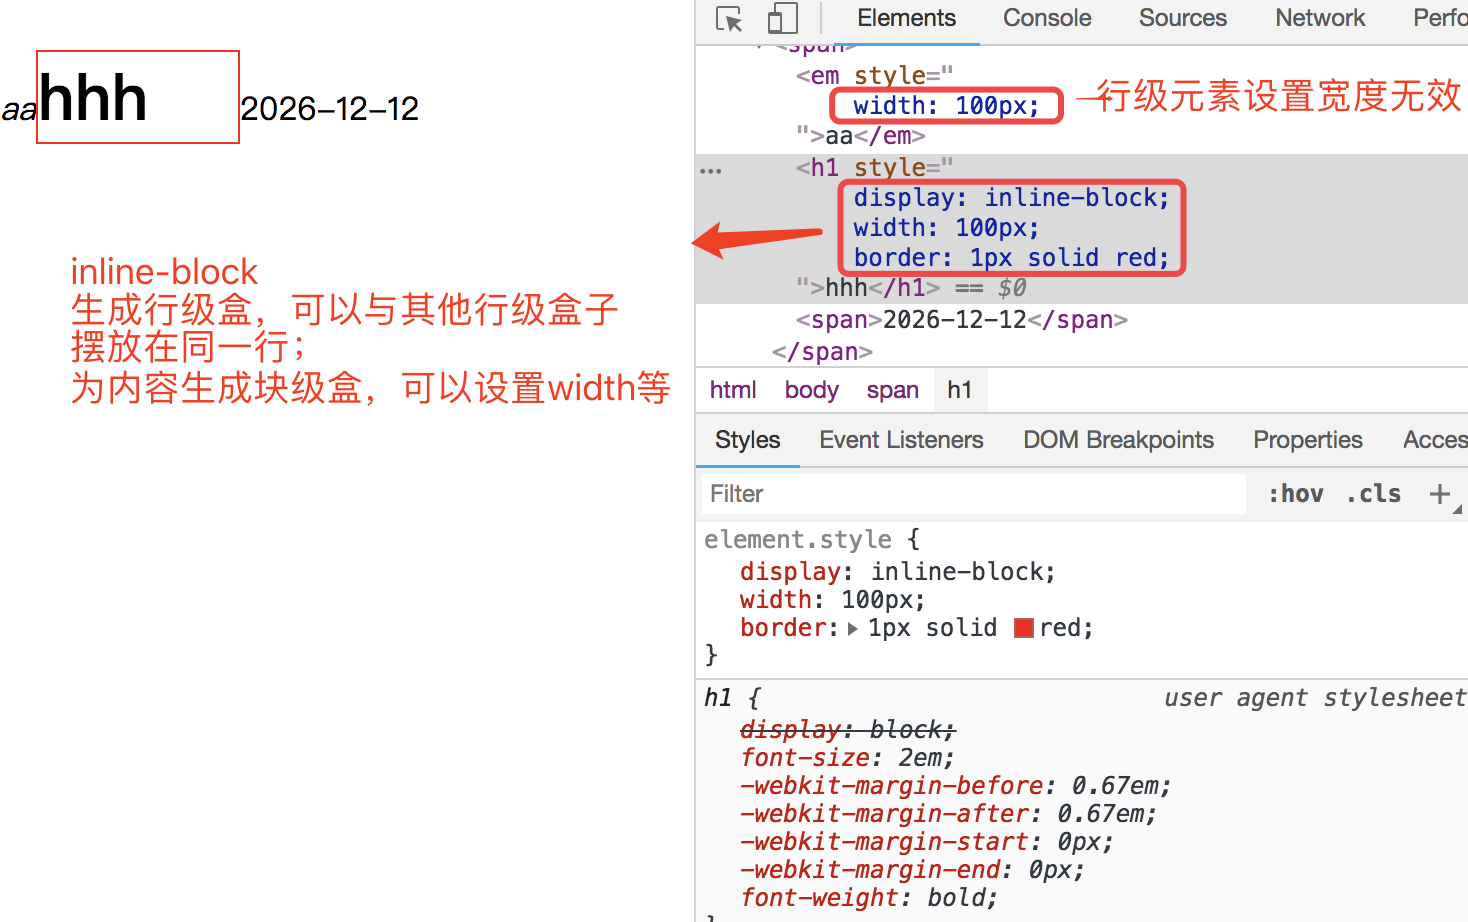 aa
hhh
2026-12-12
inline-block
生成行级盒，可以与其他行级盒子
摆放在同一行；
为内容生成块级盒，可以设置width等
Elements Console Sources Network Perfo
<span>
<em style="
width: 100px;
行级元素设置宽度无效
">aa</em>
... <h1 style="
display: inline-block;
width: 100px;
border: 1px solid red;
">hhh</h1> == $0
<span>2026-12-12</span>
</span>
html body span h1
Styles Event Listeners DOM Breakpoints Properties Acces
Filter :hov .cls +
element.style {
display: inline-block;
width: 100px;
border: 1px solid red;
}
h1 { user agent stylesheet
display: block;
font-size: 2em;
-webkit-margin-before: 0.67em;
-webkit-margin-after: 0.67em;
-webkit-margin-start: 0px;
-webkit-margin-end: 0px;
font-weight: bold;
}